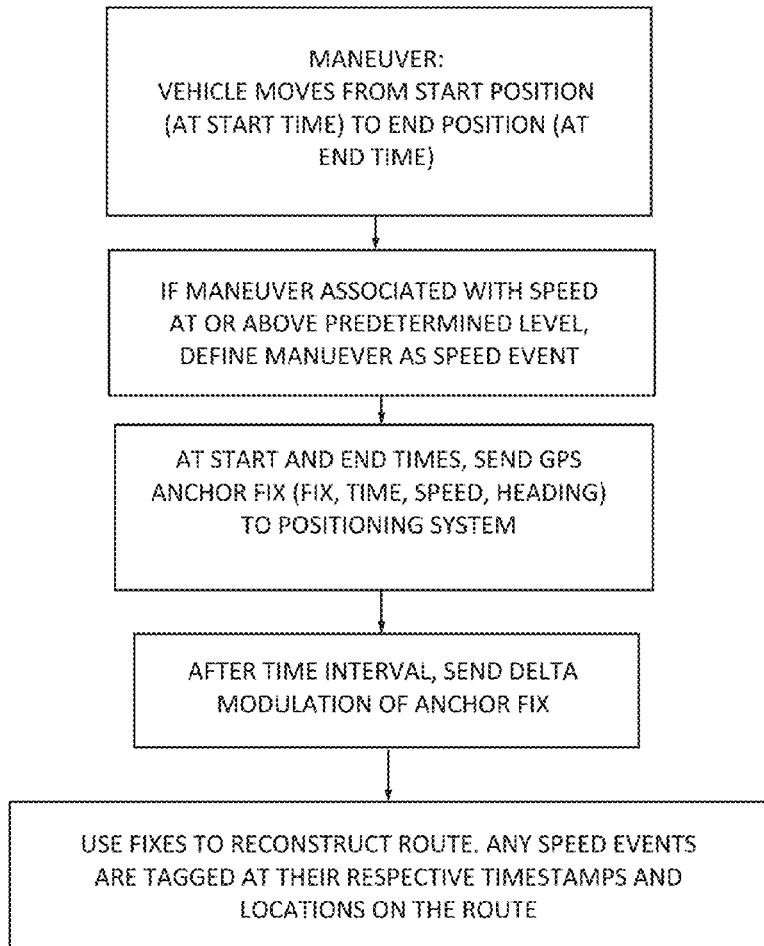 MANEUVER:
VEHICLE MOVES FROM START POSITION
(AT START TIME) TO END POSITION (AT
END TIME)
IF MANEUVER ASSOCIATED WITH SPEED
AT OR ABOVE PREDETERMINED LEVEL,
DEFINE MANUEVER AS SPEED EVENT
AT START AND END TIMES, SEND GPS
ANCHOR FIX (FIX, TIME, SPEED, HEADING)
TO POSITIONING SYSTEM
AFTER TIME INTERVAL, SEND DELTA
MODULATION OF ANCHOR FIX
USE FIXES TO RECONSTRUCT ROUTE. ANY SPEED EVENTS
ARE TAGGED AT THEIR RESPECTIVE TIMESTAMPS AND
LOCATIONS ON THE ROUTE